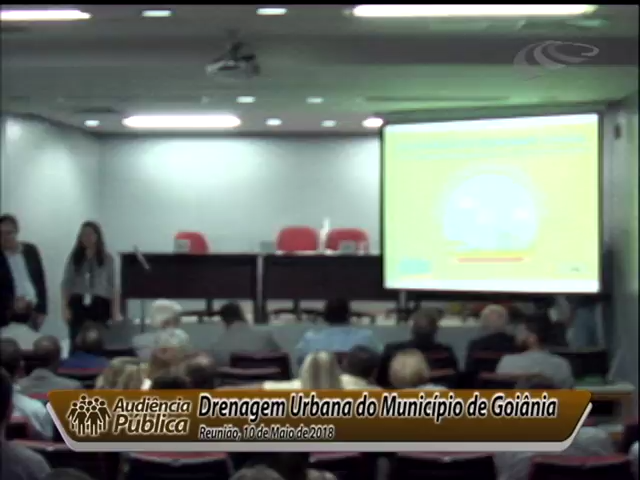 Audiência
Pública
Drenagem Urbana do Município de Goiânia
Reunião, 10 de Maio de 2018